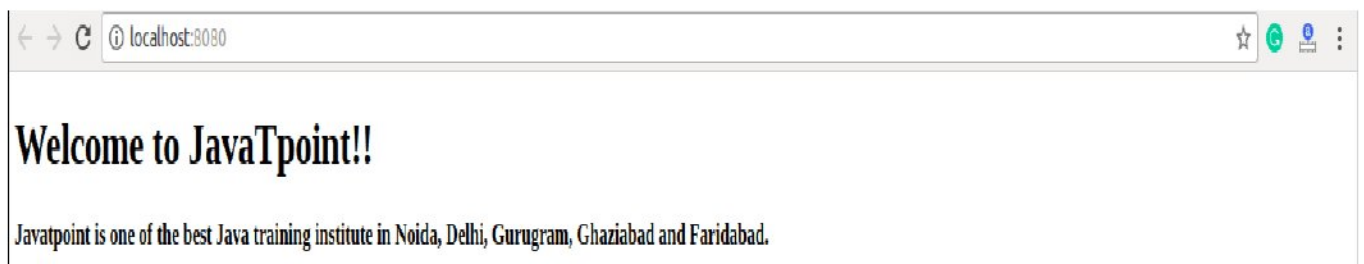 localhost:8080
Welcome to JavaTpoint!!
Javatpoint is one of the best Java training institute in Noida, Delhi, Gurugram, Ghaziabad and Faridabad.